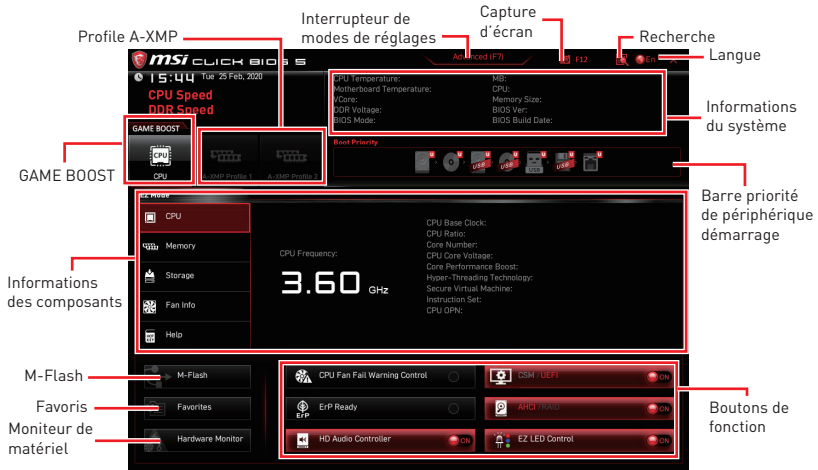 Profile A-XMP
Interrupteur de
modes de réglages
Capture
d'écran
Recherche
Langue
msi CLICK BIOS 5
Advanced (F7)
F12
En
X
15:44 Tue 25 Feb, 2020
CPU Speed
DDR Speed
CPU Temperature:
Motherboard Temperature:
VCore:
DDR Voltage:
BIOS Mode:
MB:
CPU:
Memory Size:
BIOS Ver:
BIOS Build Date:
Informations
du système
GAME BOOST
CPU
CPU
A-XMP Profile 1
A-XMP Profile 2
Boot Priority
U U U U U U U
USB USB USB USB
GAME BOOST
Barre priorité
de périphérique
démarrage
EZ Mode
CPU
Memory
Storage
Fan Info
Help
CPU Frequency:
3.60 GHz
CPU Base Clock:
CPU Ratio:
Core Number:
CPU Core Voltage:
Core Performance Boost:
Hyper-Threading Technology:
Secure Virtual Machine:
Instruction Set:
CPU OPN:
Informations
des composants
M-Flash
M-Flash
Favoris
Favorites
Moniteur de
matériel
Hardware Monitor
CPU Fan Fail Warning Control
CSM /UEFI
ON
ErP
ErP Ready
AHCI /RAID
ON
HD Audio Controller
ON
EZ LED Control
ON
Boutons de
fonction